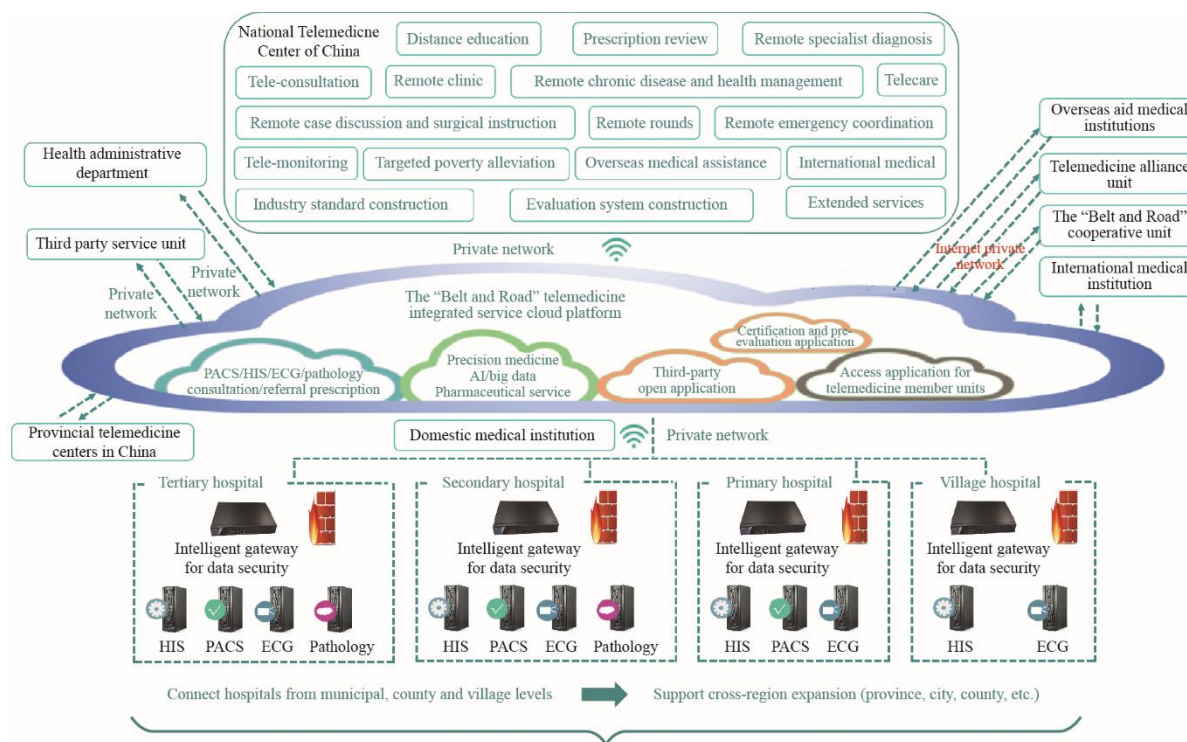 National Telemedicne
Center of China
Distance education
Prescription review
Remote specialist diagnosis
Tele-consultation
Remote clinic
Remote chronic disease and health management
Telecare
Remote case discussion and surgical instruction
Remote rounds
Remote emergency coordination
Tele-monitoring
Targeted poverty alleviation
Overseas medical assistance
International medical
Industry standard construction
Evaluation system construction
Extended services
Health administrative
department
Third party service unit
Private
network
Private
network
Private network
Overseas aid medical
institutions
Telemedicine alliance
unit
The “Belt and Road”
cooperative unit
Internet private
network
International medical
institution
The “Belt and Road” telemedicine
integrated service cloud platform
PACS/HIS/ECG/pathology
consultation/referral prescription
Precision medicine
AI/big data
Pharmaceutical service
Third-party
open application
Certification and pre-
evaluation application
Access application for
telemedicine member units
Provincial telemedicine
centers in China
Domestic medical institution
Private network
Tertiary hospital
Intelligent gateway
for data security
HIS PACS ECG Pathology
Secondary hospital
Intelligent gateway
for data security
HIS PACS ECG Pathology
Primary hospital
Intelligent gateway
for data security
HIS PACS ECG
Village hospital
Intelligent gateway
for data security
HIS ECG
Connect hospitals from municipal, county and village levels
Support cross-region expansion (province, city, county, etc.)